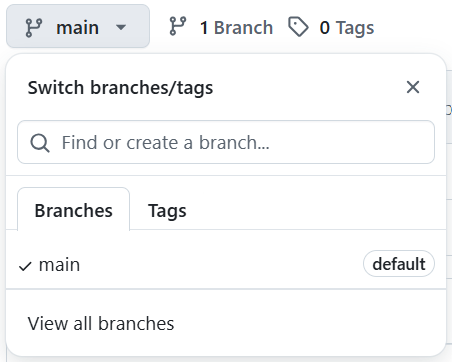 main 1 Branch 0 Tags
Switch branches/tags
Find or create a branch...
Branches Tags
main default
View all branches